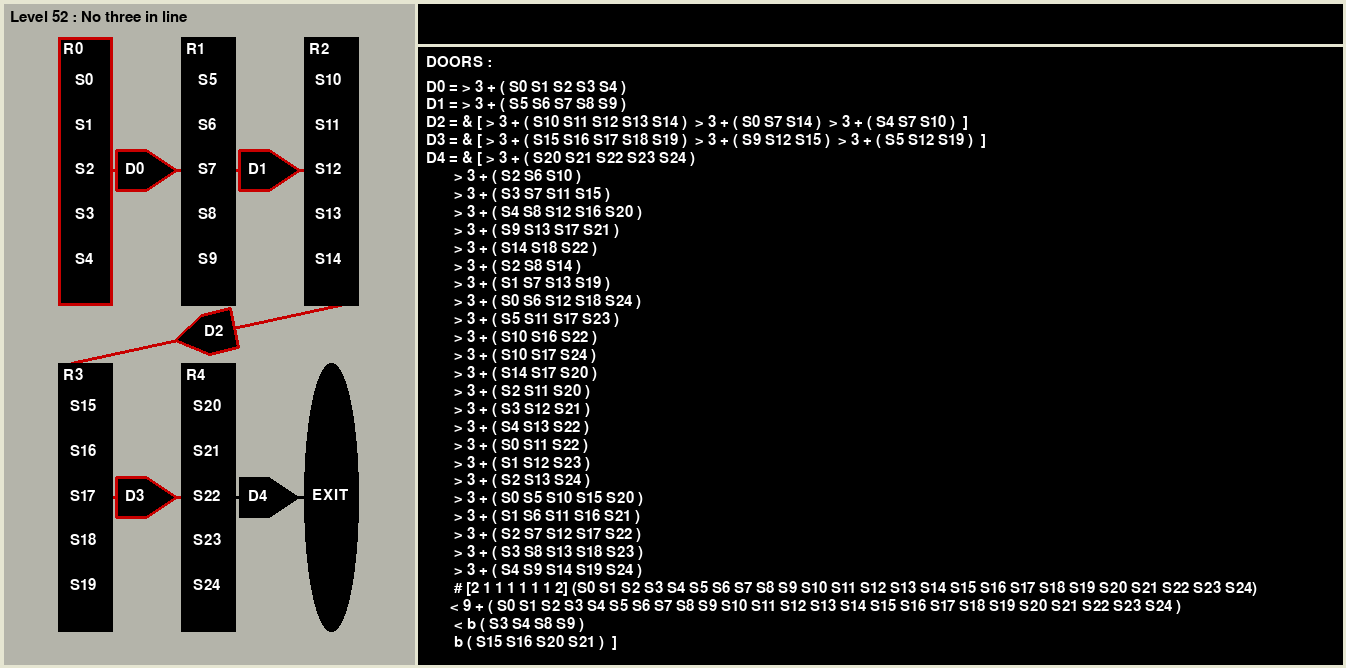 Level 52 : No three in line
R0
S0
S1
S2
S3
S4
D0
R1
S5
S6
S7
S8
S9
D1
R2
S10
S11
S12
S13
S14
D2
R3
S15
S16
S17
S18
S19
D3
R4
S20
S21
S22
S23
S24
D4
EXIT
DOORS :
D0 = > 3 + ( S0 S1 S2 S3 S4 )
D1 = > 3 + ( S5 S6 S7 S8 S9 )
D2 = & [ > 3 + ( S10 S11 S12 S13 S14 ) > 3 + ( S0 S7 S14 ) > 3 + ( S4 S7 S10 ) ]
D3 = & [ > 3 + ( S15 S16 S17 S18 S19 ) > 3 + ( S9 S12 S15 ) > 3 + ( S5 S12 S19 ) ]
D4 = & [ > 3 + ( S20 S21 S22 S23 S24 )
> 3 + ( S2 S6 S10 )
> 3 + ( S3 S7 S11 S15 )
> 3 + ( S4 S8 S12 S16 S20 )
> 3 + ( S9 S13 S17 S21 )
> 3 + ( S14 S18 S22 )
> 3 + ( S2 S8 S14 )
> 3 + ( S1 S7 S13 S19 )
> 3 + ( S0 S6 S12 S18 S24 )
> 3 + ( S5 S11 S17 S23 )
> 3 + ( S10 S16 S22 )
> 3 + ( S10 S17 S24 )
> 3 + ( S14 S17 S20 )
> 3 + ( S2 S11 S20 )
> 3 + ( S3 S12 S21 )
> 3 + ( S4 S13 S22 )
> 3 + ( S0 S11 S22 )
> 3 + ( S1 S12 S23 )
> 3 + ( S2 S13 S24 )
> 3 + ( S0 S5 S10 S15 S20 )
> 3 + ( S1 S6 S11 S16 S21 )
> 3 + ( S2 S7 S12 S17 S22 )
> 3 + ( S3 S8 S13 S18 S23 )
> 3 + ( S4 S9 S14 S19 S24 )
# [2 1 1 1 1 1 1 2] (S0 S1 S2 S3 S4 S5 S6 S7 S8 S9 S10 S11 S12 S13 S14 S15 S16 S17 S18 S19 S20 S21 S22 S23 S24)
< 9 + ( S0 S1 S2 S3 S4 S5 S6 S7 S8 S9 S10 S11 S12 S13 S14 S15 S16 S17 S18 S19 S20 S21 S22 S23 S24 )
< b ( S3 S4 S8 S9 )
b ( S15 S16 S20 S21 ) ]